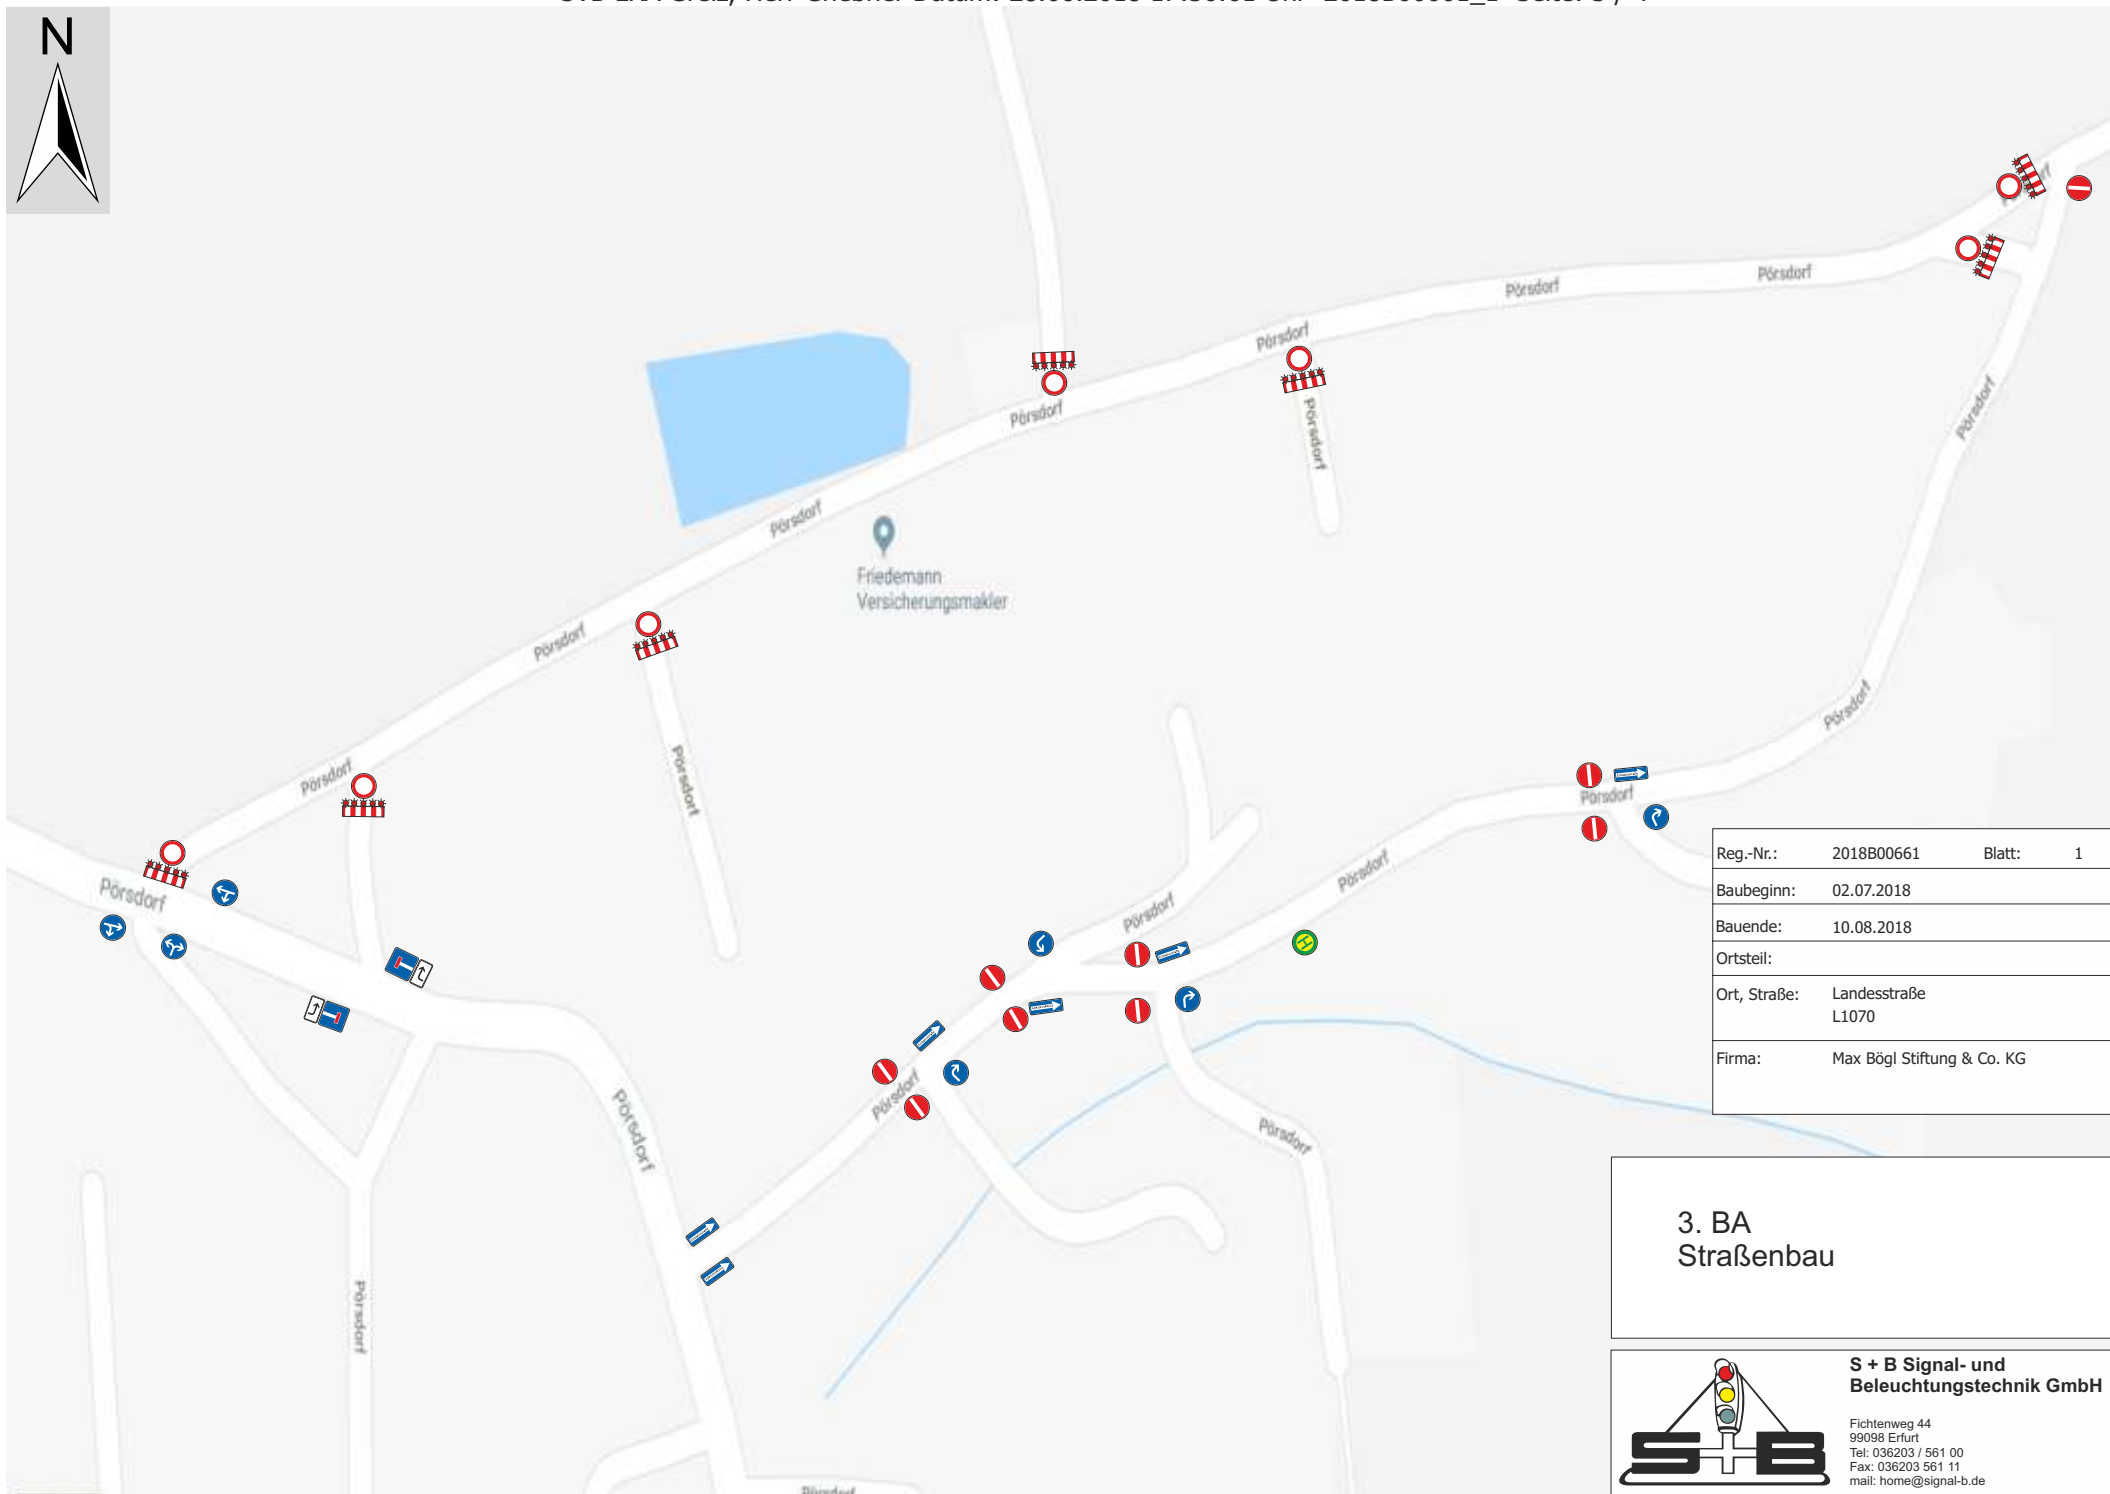 N
Pörsdorf
Pörsdorf
Pörsdorf
Pörsdorf
Pörsdorf
Pörsdorf
Pörsdorf
Pörsdorf
Friedemann
Versicherungsmakler
Pörsdorf
Pörsdorf
Pörsdorf
Pörsdorf
Pörsdorf
Pörsdorf
Pörsdorf
Pörsdorf
Pörsdorf
Pörsdorf
Pörsdorf
Pörsdorf
Pörsdorf
H
Reg.-Nr.: 2018B00661 Blatt: 1
Baubeginn: 02.07.2018
Bauende: 10.08.2018
Ortsteil:
Ort, Straße: Landesstraße
L1070
Firma: Max Bögl Stiftung & Co. KG
3. BA
Straßenbau
S + B Signal- und
Beleuchtungstechnik GmbH
Fichtenweg 44
99098 Erfurt
Tel: 036203 / 561 00
Fax: 036203 561 11
mail: home@signal-b.de
S+B